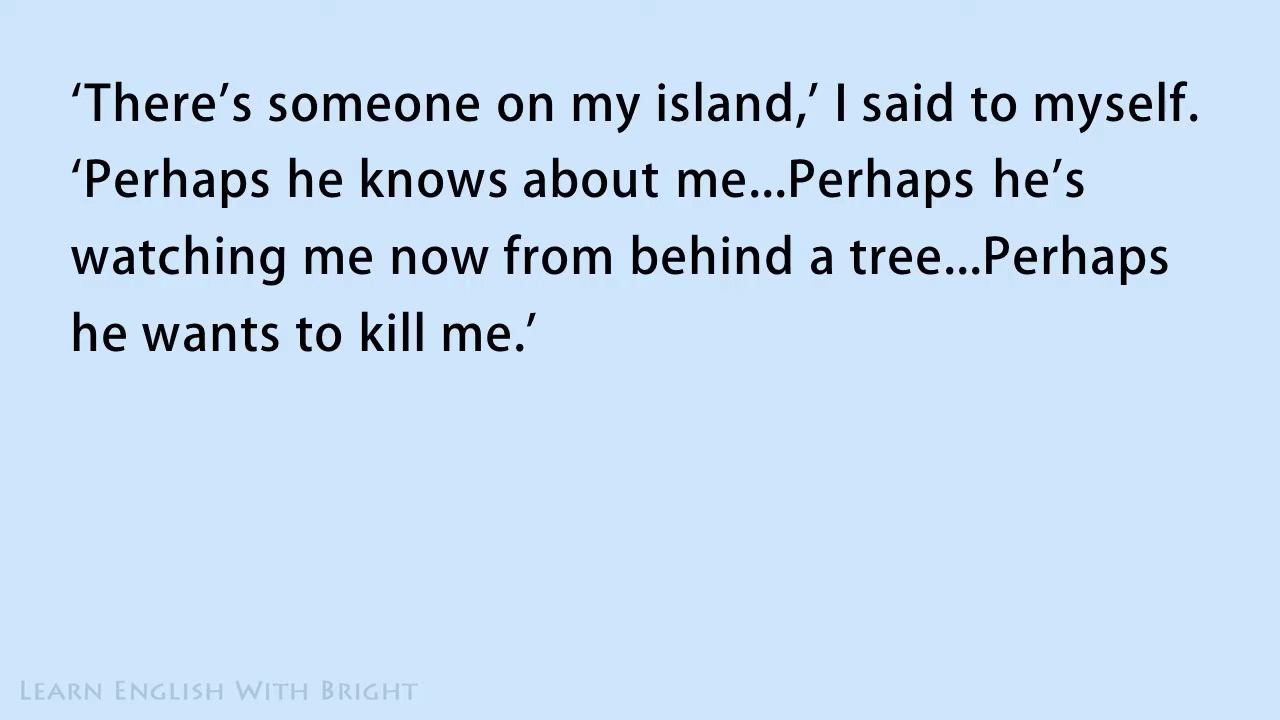 ‘There’s someone on my island,’ I said to myself.
‘Perhaps he knows about me...Perhaps he’s
watching me now from behind a tree...Perhaps
he wants to kill me.’
Learn English With Bright